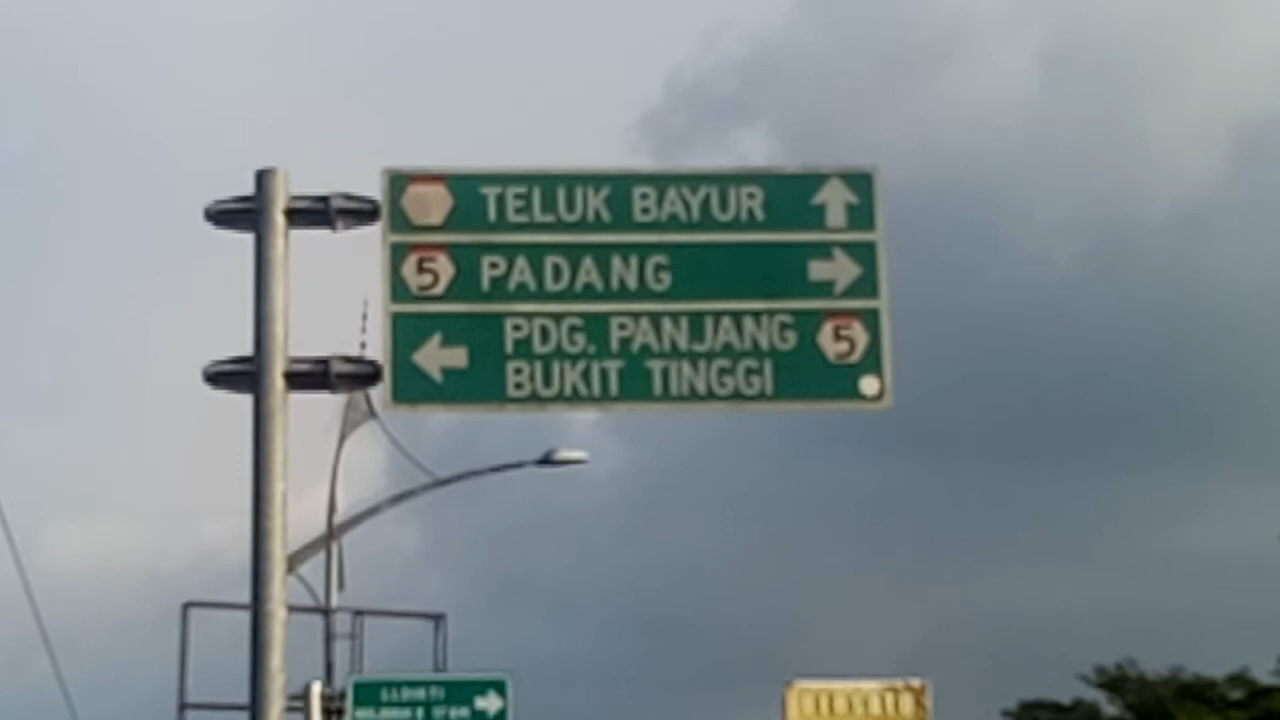 TELUK BAYUR
5 PADANG
PDG. PANJANG 5
BUKIT TINGGI